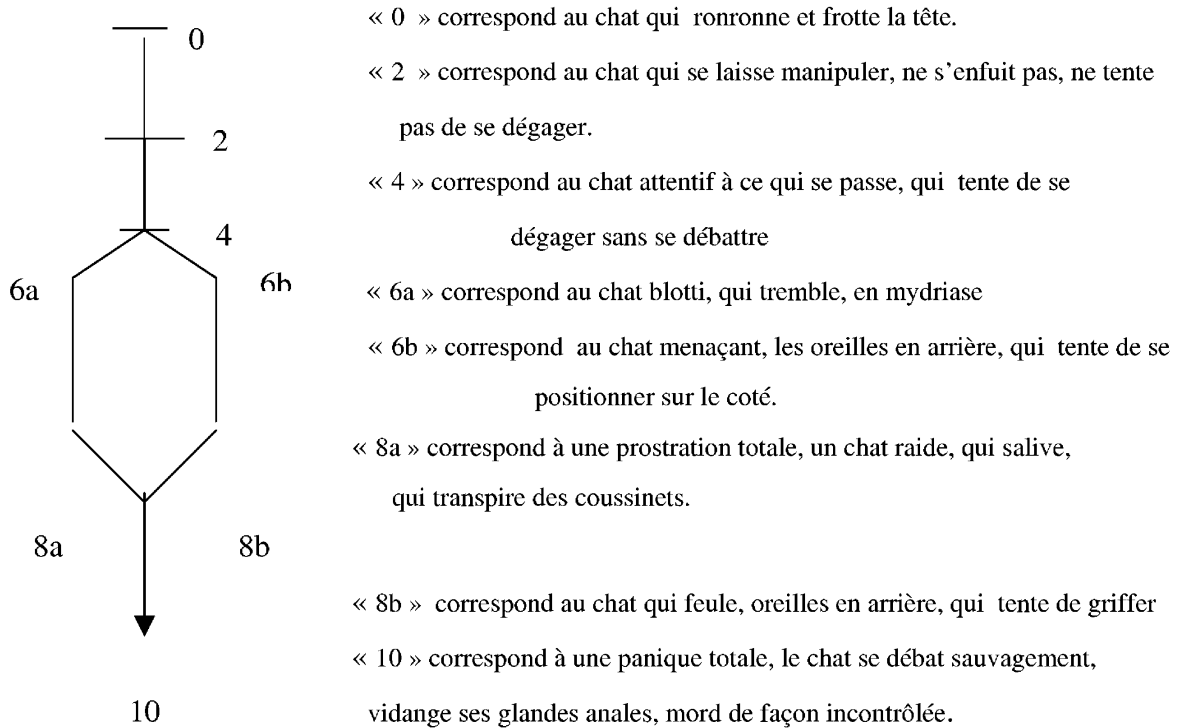 0
« 0 » correspond au chat qui ronronne et frotte la tête.
2
« 2 » correspond au chat qui se laisse manipuler, ne s’enfuit pas, ne tente
pas de se dégager.
4
« 4 » correspond au chat attentif à ce qui se passe, qui tente de se
dégager sans se débattre
6a
6b
« 6a » correspond au chat blotti, qui tremble, en mydriase
« 6b » correspond au chat menaçant, les oreilles en arrière, qui tente de se
positionner sur le coté.
« 8a » correspond à une prostration totale, un chat raide, qui salive,
qui transpire des coussinets.
8a
8b
« 8b » correspond au chat qui feule, oreilles en arrière, qui tente de griffer
« 10 » correspond à une panique totale, le chat se débat sauvagement,
10
vidange ses glandes anales, mord de façon incontrôlée.